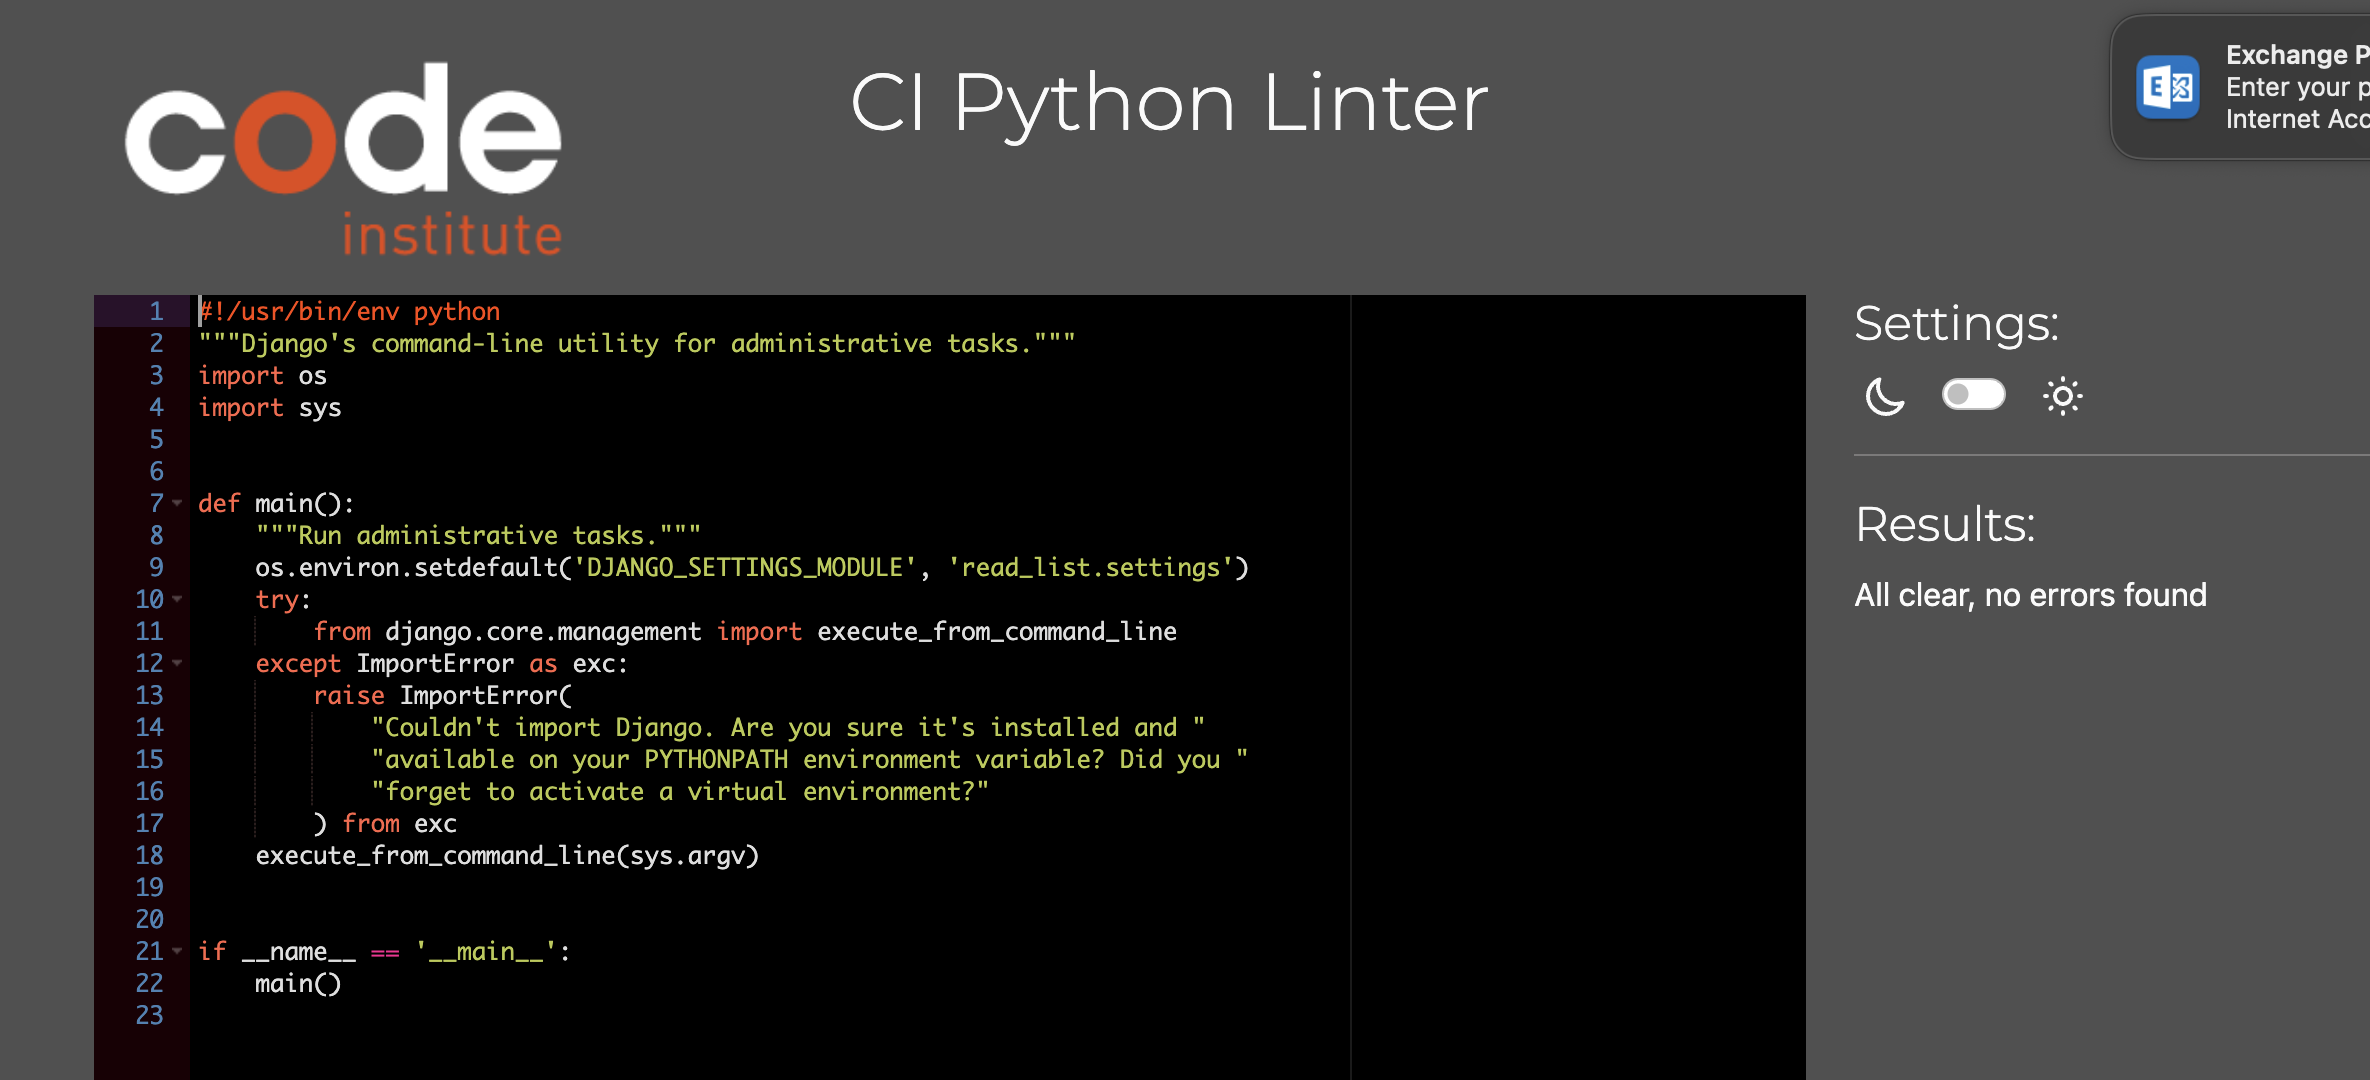 code
institute
CI Python Linter
Exchange P
Enter your p
Internet Acc
1 #!/usr/bin/env python
2 """Django's command-line utility for administrative tasks."""
3 import os
4 import sys
5
6
7 def main():
8     """Run administrative tasks."""
9     os.environ.setdefault('DJANGO_SETTINGS_MODULE', 'read_list.settings')
10     try:
11         from django.core.management import execute_from_command_line
12     except ImportError as exc:
13         raise ImportError(
14             "Couldn't import Django. Are you sure it's installed and "
15             "available on your PYTHONPATH environment variable? Did you "
16             "forget to activate a virtual environment?"
17         ) from exc
18     execute_from_command_line(sys.argv)
19
20
21 if __name__ == '__main__':
22     main()
23
Settings:
Results:
All clear, no errors found